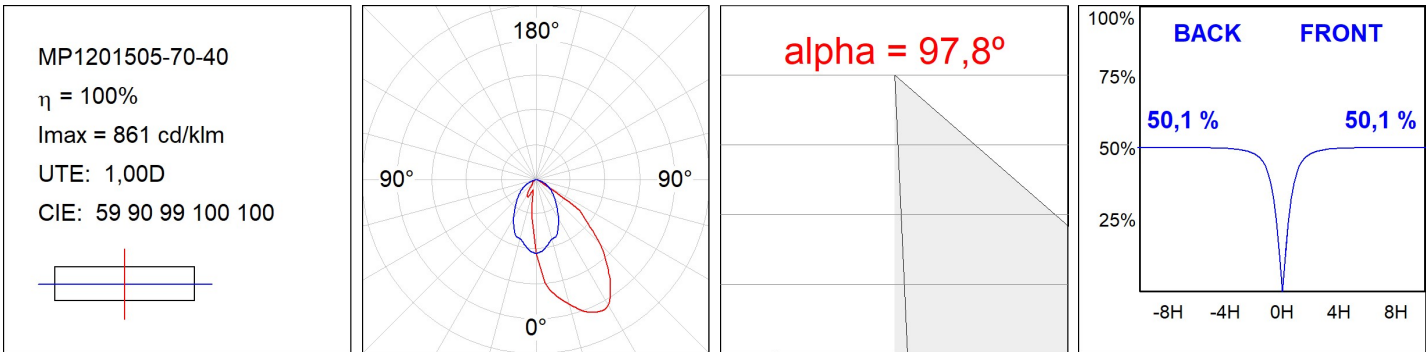 MP1201505-70-40
η = 100%
Imax = 861 cd/klm
UTE: 1,00D
CIE: 59 90 99 100 100
180°
90°
90°
0°
alpha = 97,8º
100%
BACK
FRONT
75%
50,1 %
50,1 %
50%
25%
-8H
-4H
0H
4H
8H